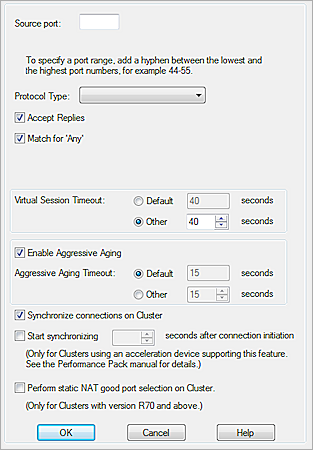 Source port:
To specify a port range, add a hyphen between the lowest and
the highest port numbers, for example 44-55.
Protocol Type:
Accept Replies
Match for 'Any'
Virtual Session Timeout: Default 40 seconds
Other 40 seconds
Enable Aggressive Aging
Aggressive Aging Timeout: Default 15 seconds
Other 15 seconds
Synchronize connections on Cluster
Start synchronizing seconds after connection initiation
(Only for Clusters using an acceleration device supporting this feature.
See the Performance Pack manual for details.)
Perform static NAT good port selection on Cluster.
(Only for Clusters with version R70 and above.)
OK Cancel Help